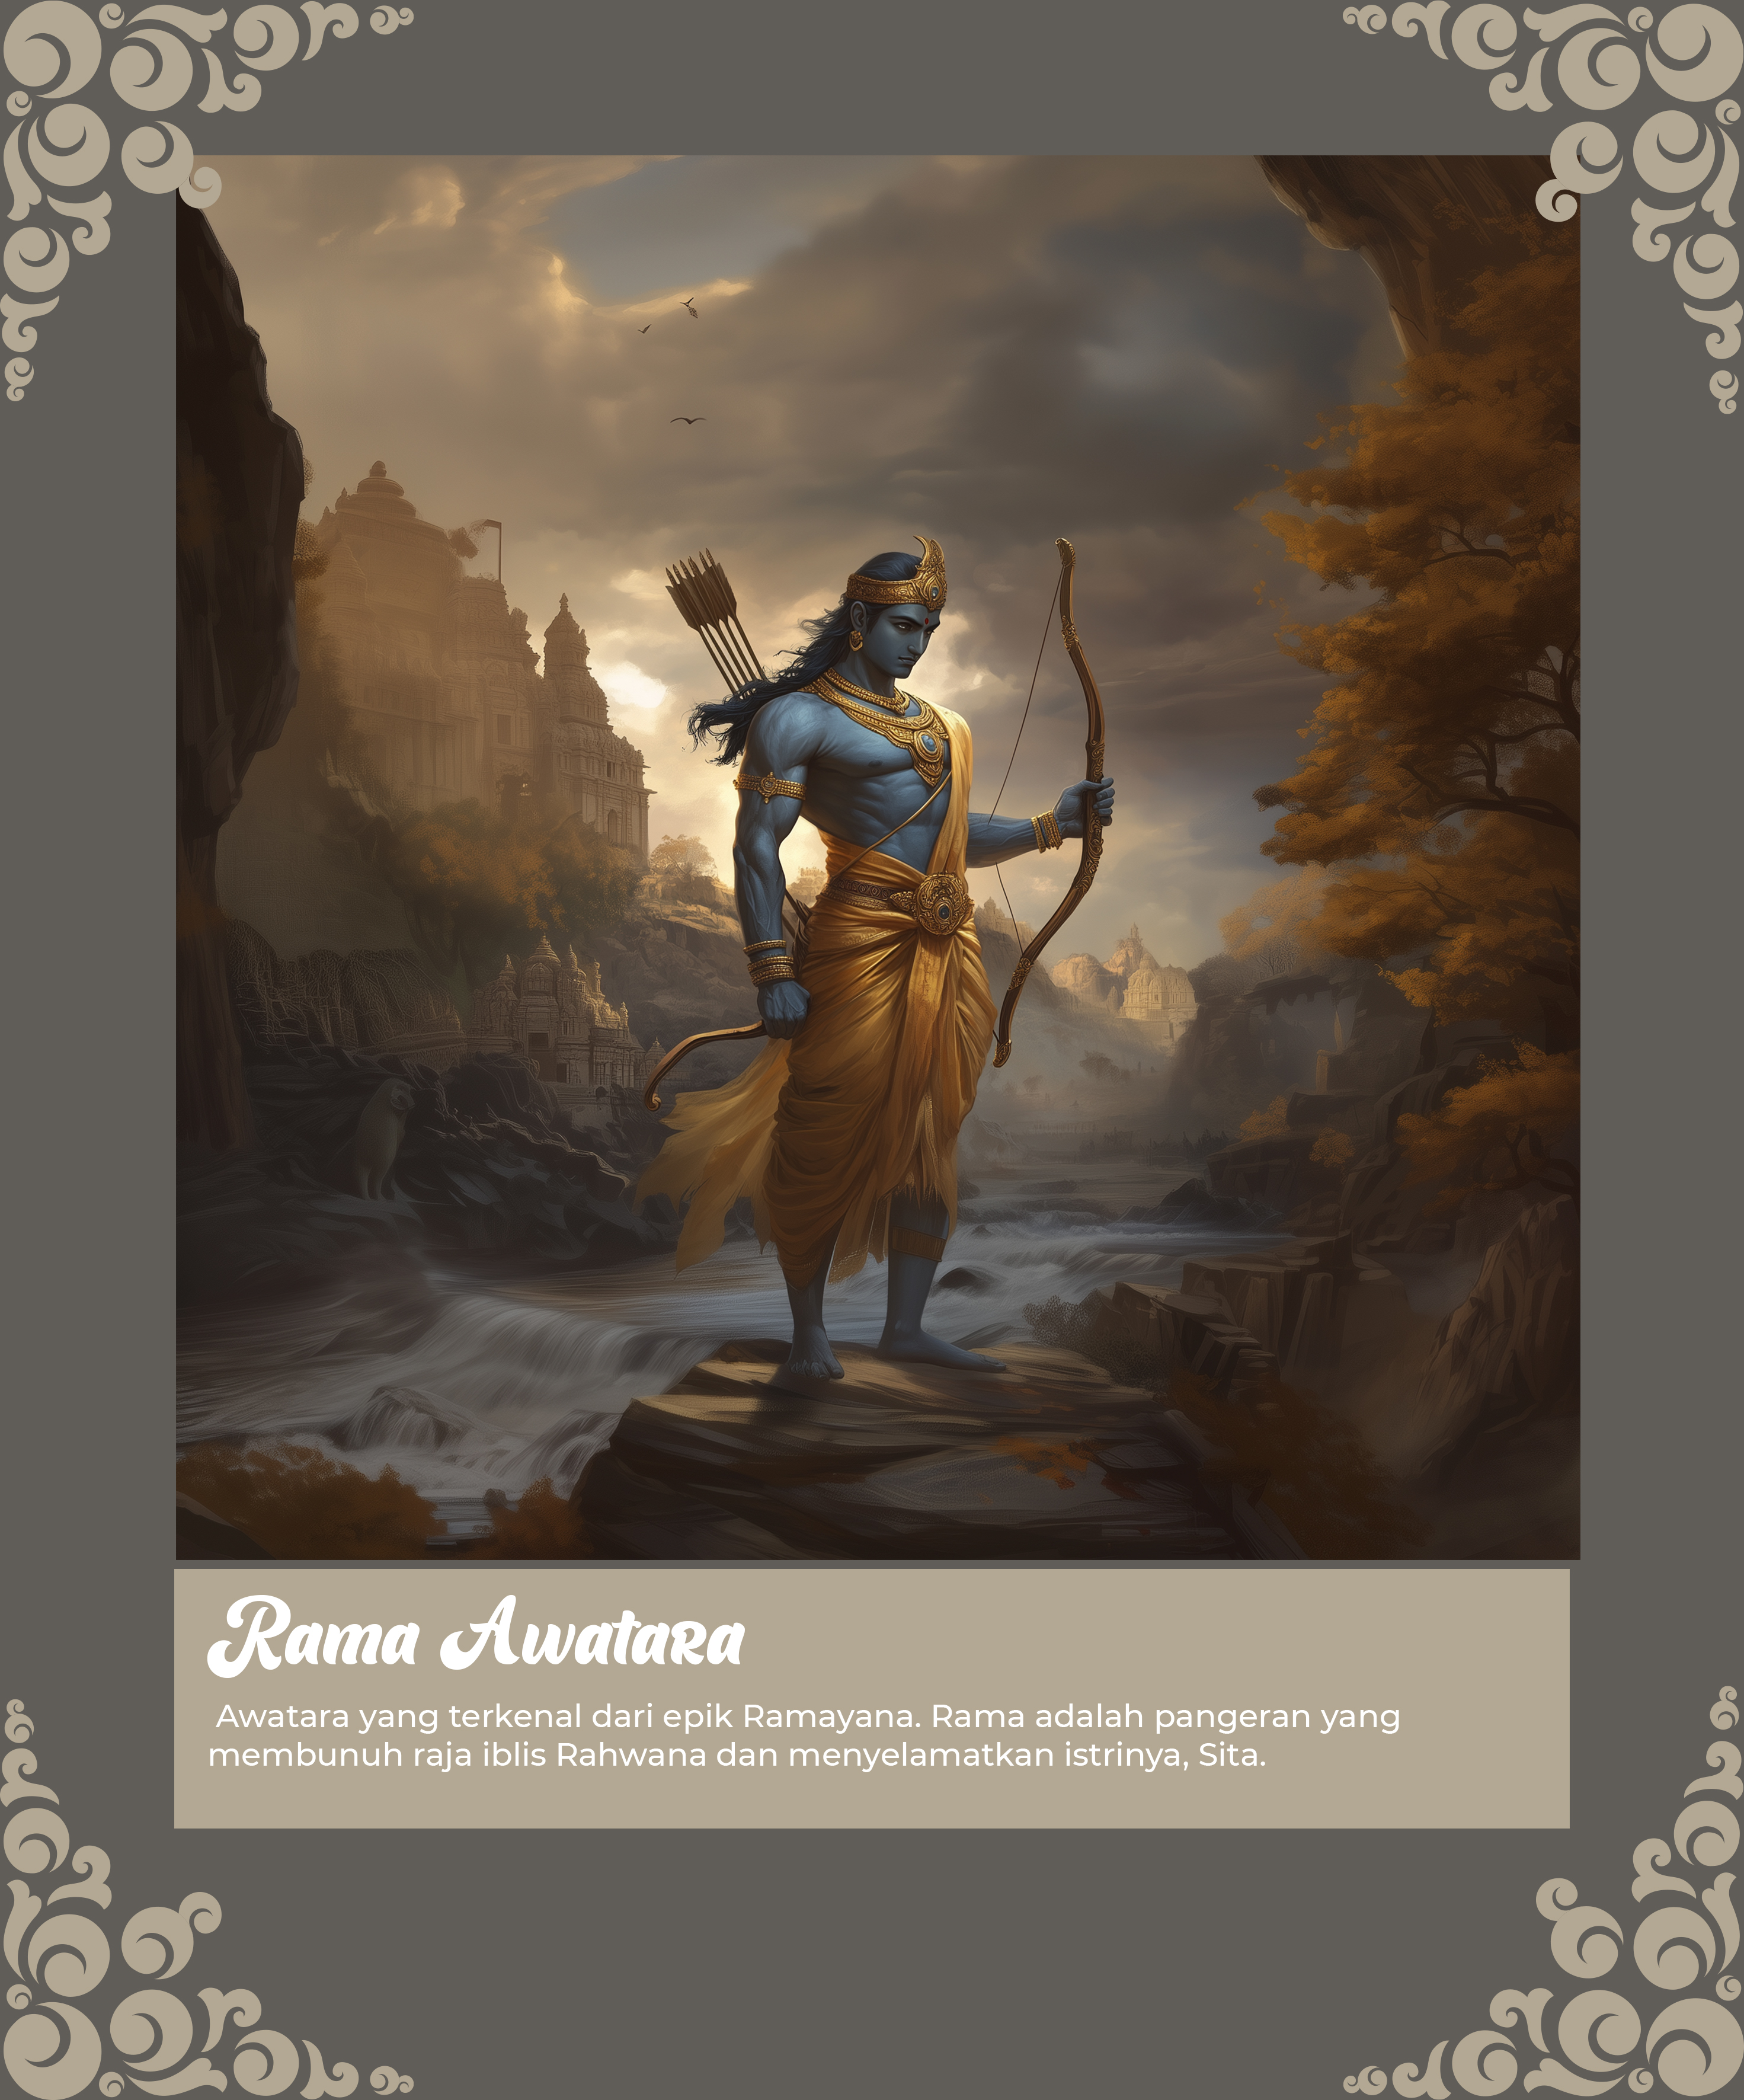 Rama Awatara
Awatara yang terkenal dari epik Ramayana. Rama adalah pangeran yang
membunuh raja iblis Rahwana dan menyelamatkan istrinya, Sita.